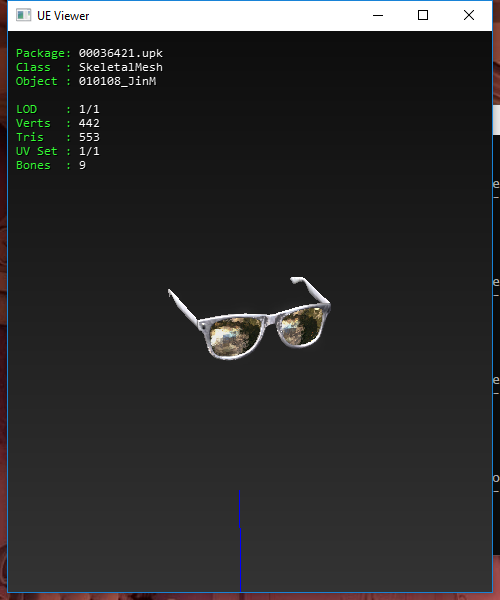 UE Viewer
Package: 00036421.upk
Class : SkeletalMesh
Object : 010108_JinM
LOD : 1/1
Verts : 442
Tris : 553
UV Set : 1/1
Bones : 9
e
e
e
o